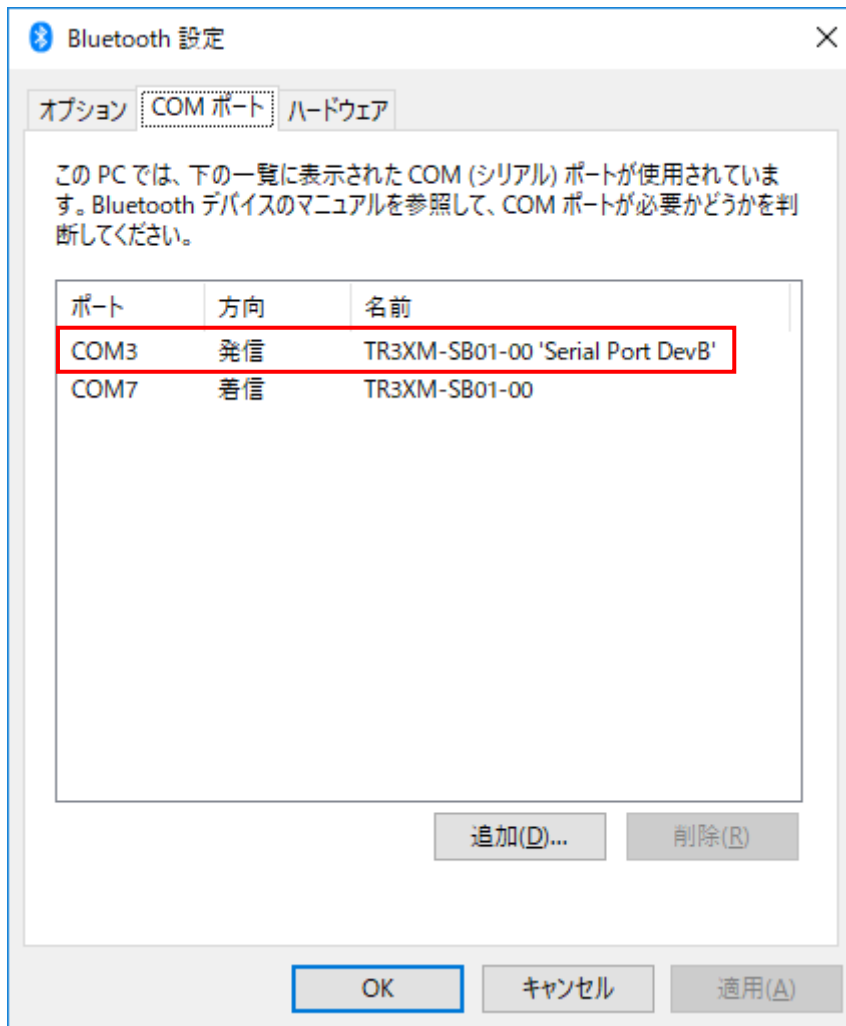 Bluetooth 設定
オプション COM ポート ハードウェア
この PC では、下の一覧に表示された COM (シリアル) ポートが使用されていま
す。Bluetooth デバイスのマニュアルを参照して、COM ポートが必要かどうかを判
断してください。
ポート 方向 名前
COM3 発信 TR3XM-SB01-00 'Serial Port DevB'
COM7 着信 TR3XM-SB01-00
追加(D)... 削除(R)
OK キャンセル 適用(A)